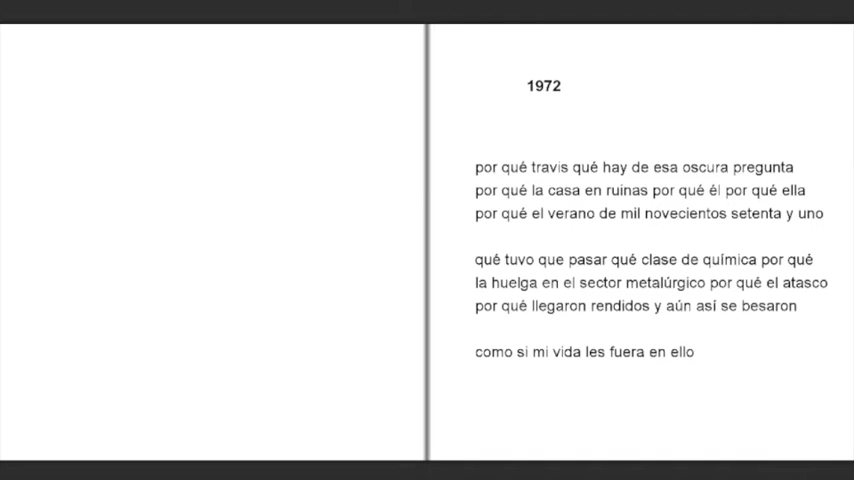 1972
por qué travis qué hay de esa oscura pregunta
por qué la casa en ruinas por qué él por qué ella
por qué el verano de mil novecientos setenta y uno
qué tuvo que pasar qué clase de química por qué
la huelga en el sector metalúrgico por qué el atasco
por qué llegaron rendidos y aún así se besaron
como si mi vida les fuera en ello